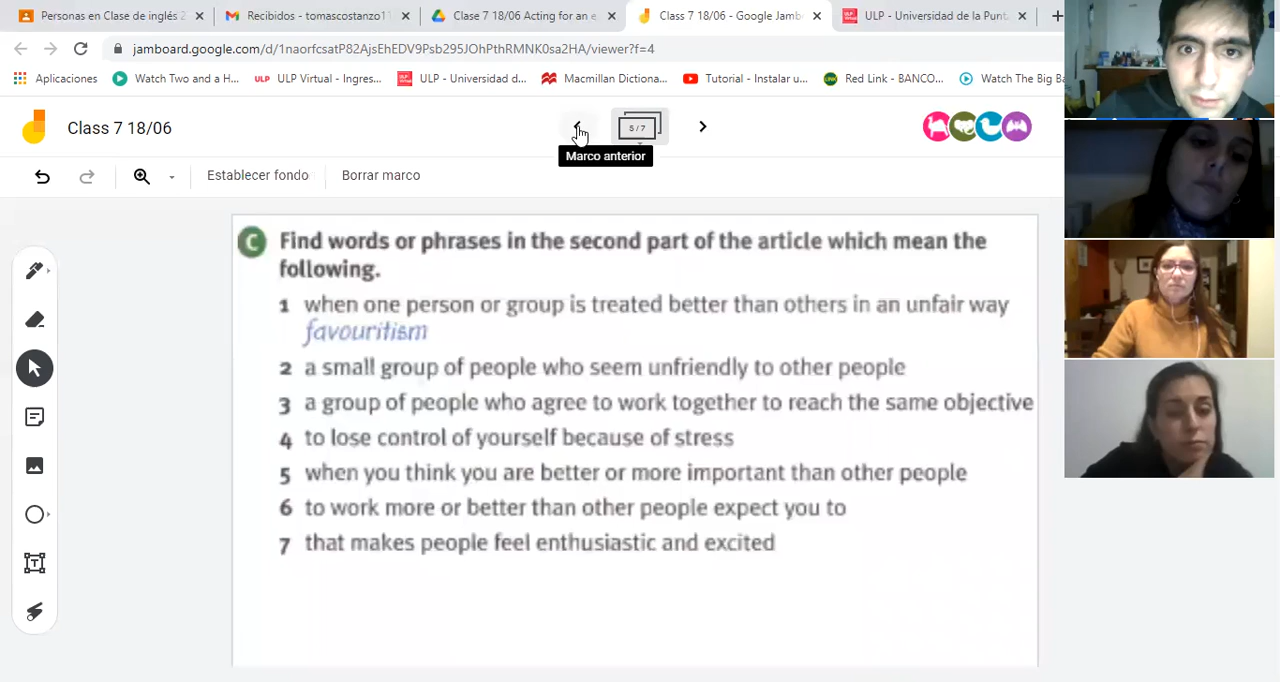 Personas en Clase de inglés 2
Recibidos - tomascostanzo11
Clase 7 18/06 Acting for an e
Class 7 18/06 - Google Jamb
ULP - Universidad de la Punt
jamboard.google.com/d/1naorfcsatP82AjsEhEDV9Psb295JOhPthRMNK0sa2HA/viewer?f=4
Aplicaciones
Watch Two and a H...
ULP ULP Virtual - Ingres...
ULP - Universidad d...
Macmillan Dictiona...
Tutorial - Instalar u...
LINK Red Link - BANCO...
Watch The Big Ba
Class 7 18/06
5 / 7
Marco anterior
Establecer fondo
Borrar marco
C Find words or phrases in the second part of the article which mean the
following.
1 when one person or group is treated better than others in an unfair way
favouritism
2 a small group of people who seem unfriendly to other people
3 a group of people who agree to work together to reach the same objective
4 to lose control of yourself because of stress
5 when you think you are better or more important than other people
6 to work more or better than other people expect you to
7 that makes people feel enthusiastic and excited
T